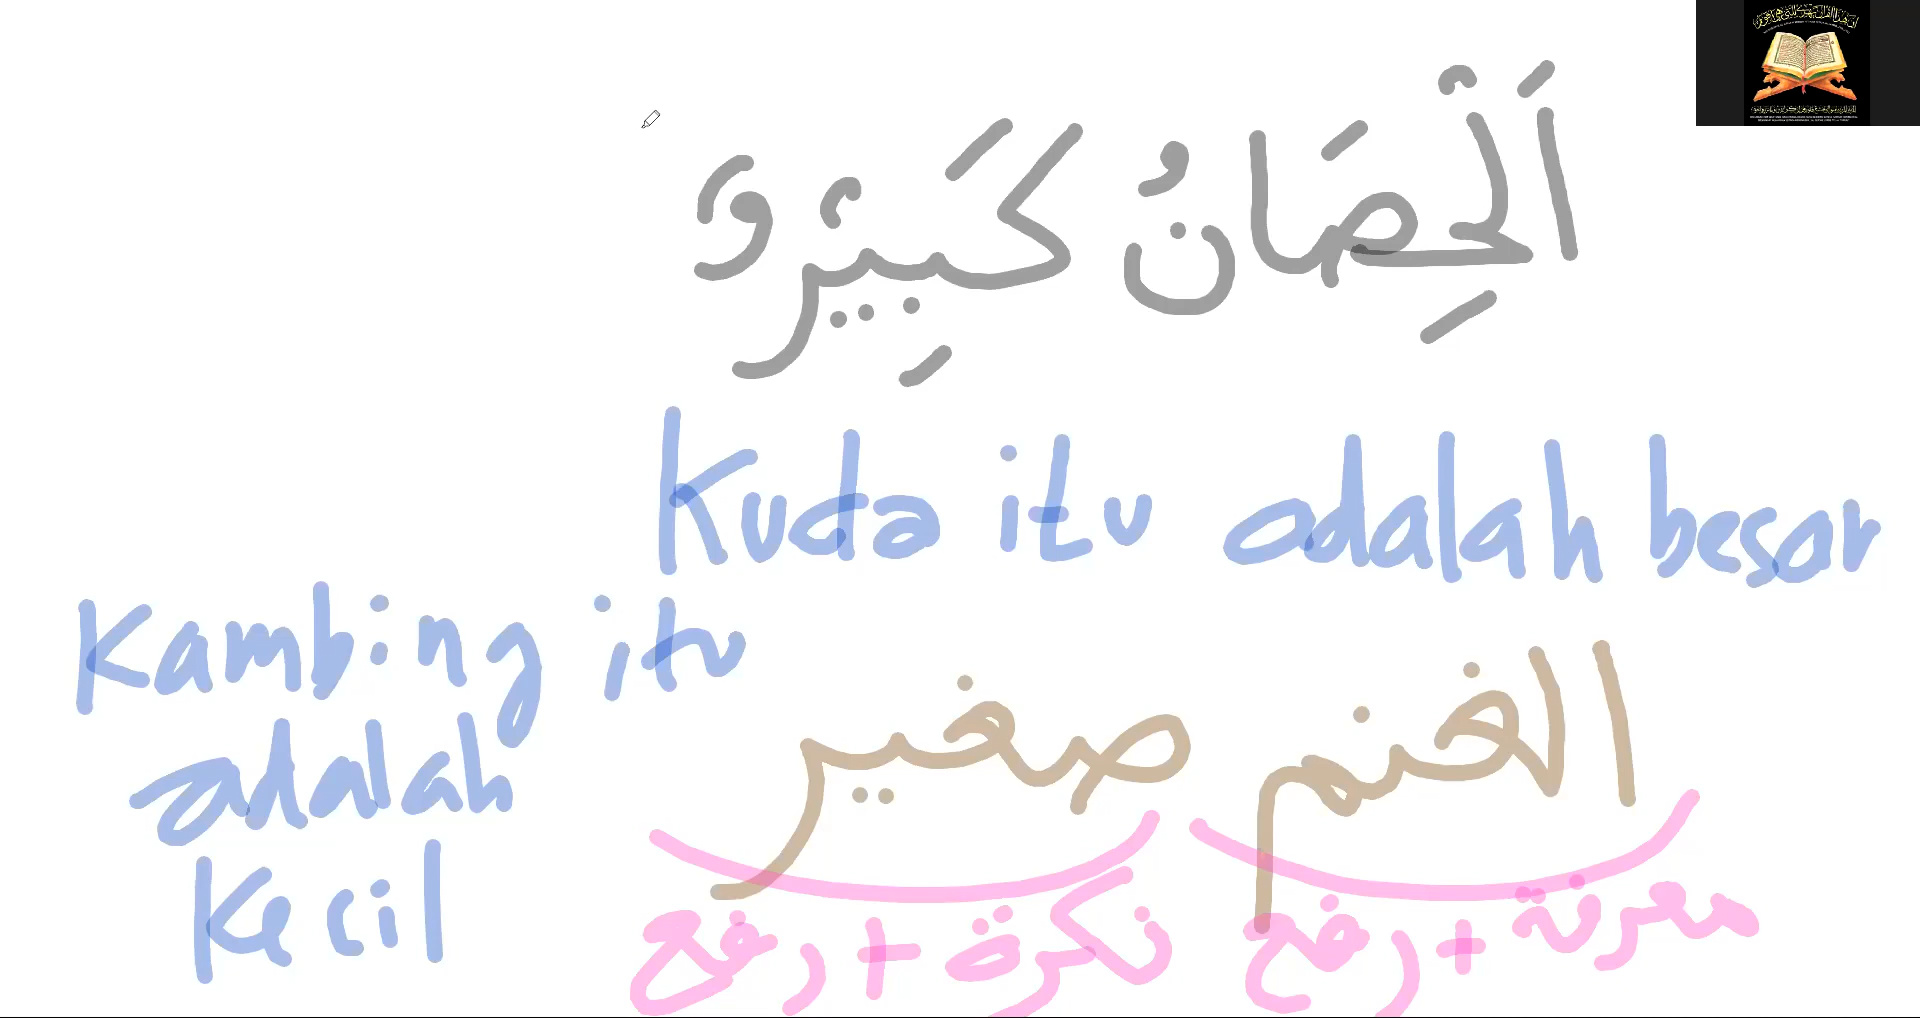 اَلْحِصَانُ كَبِيْرٌ
Kuda itu adalah besar
Kambing itu
adalah
Kecil
الغنم صغير
معرفة + رفع نكرة + رفع